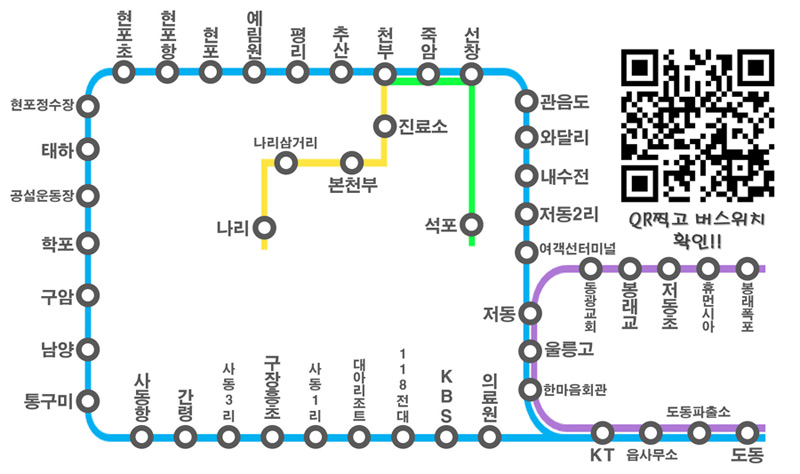 현포초
현포항
현포
예림원
평리
추산
천부
죽암
선창
현포정수장
태하
공설운동장
학포
구암
남양
통구미
나리삼거리
진료소
본천부
나리
석포
관음도
와달리
내수전
저동2리
여객선터미널
QR찍고 버스위치
확인!!
저동
울릉고
한마음회관
동광교회
봉래교
저동초
휴먼시아
봉래폭포
사동항
간령
사동3리
구장흥초
사동1리
대아리조트
118전대
KBS
의료원
도동파출소
KT
읍사무소
도동